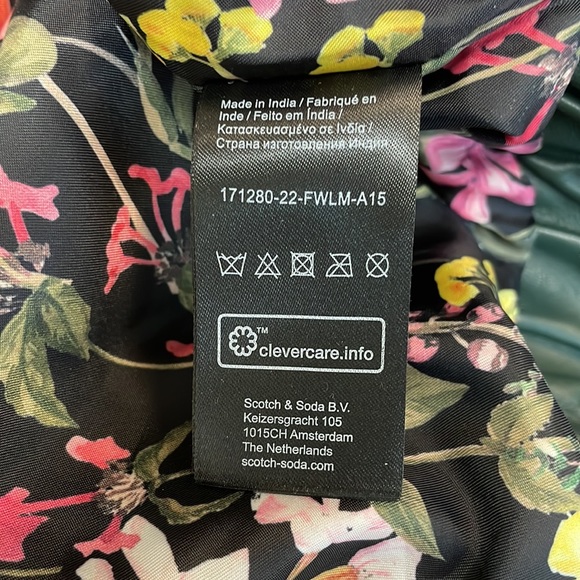 Made in India / Fabriqué en
Inde / Feito em Índia /
Κατασκευασμένο σε Ινδία /
Страна изготовления Индия
171280-22-FWLM-A15
™
clevercare.info
Scotch & Soda B.V.
Keizersgracht 105
1015CH Amsterdam
The Netherlands
scotch-soda.com